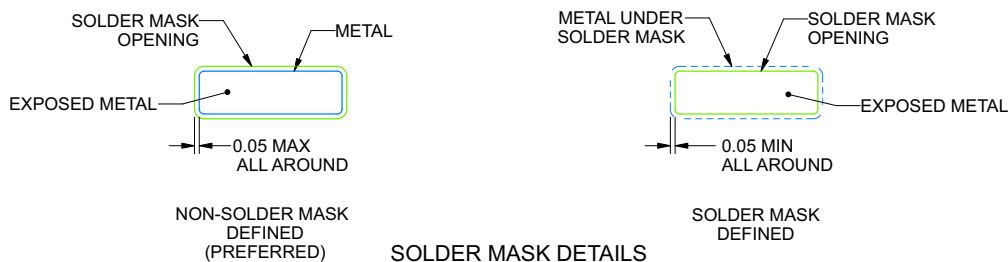 SOLDER MASK
OPENING
METAL
EXPOSED METAL
0.05 MAX
ALL AROUND
NON-SOLDER MASK
DEFINED
(PREFERRED)
METAL UNDER
SOLDER MASK
SOLDER MASK
OPENING
EXPOSED METAL
0.05 MIN
ALL AROUND
SOLDER MASK
DEFINED
SOLDER MASK DETAILS